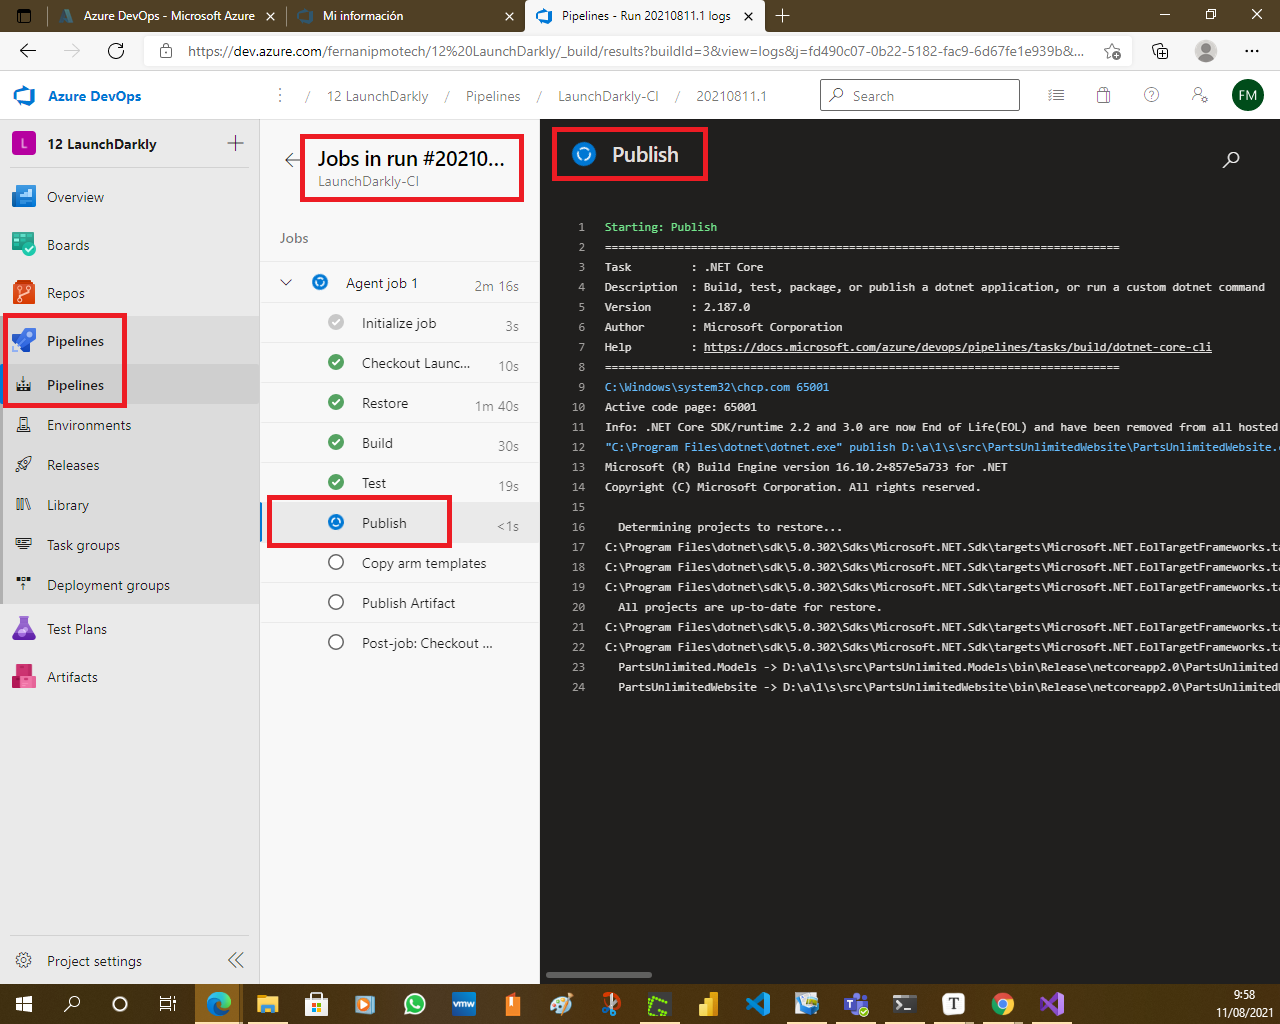 Azure DevOps - Microsoft Azure
Mi información
Pipelines - Run 20210811.1 logs
https://dev.azure.com/fernanipmotech/12%20LaunchDarkly/_build/results?buildId=3&view=logs&j=fd490c07-0b22-5182-fac9-6d67fe1e939b&...
Azure DevOps
/ 12 LaunchDarkly / Pipelines / LaunchDarkly-CI / 20210811.1
Search
FM
L
12 LaunchDarkly
Overview
Boards
Repos
Pipelines
Pipelines
Environments
Releases
Library
Task groups
Deployment groups
Test Plans
Artifacts
Project settings
Jobs in run #20210...
LaunchDarkly-CI
Jobs
Agent job 1 2m 16s
Initialize job 3s
Checkout Launc... 10s
Restore 1m 40s
Build 30s
Test 19s
Publish <1s
Copy arm templates
Publish Artifact
Post-job: Checkout ...
Publish
1 Starting: Publish
2 ==============================================================================
3 Task : .NET Core
4 Description : Build, test, package, or publish a dotnet application, or run a custom dotnet command
5 Version : 2.187.0
6 Author : Microsoft Corporation
7 Help : https://docs.microsoft.com/azure/devops/pipelines/tasks/build/dotnet-core-cli
8 ==============================================================================
9 C:\Windows\system32\chcp.com 65001
10 Active code page: 65001
11 Info: .NET Core SDK/runtime 2.2 and 3.0 are now End of Life(EOL) and have been removed from all hosted
12 "C:\Program Files\dotnet\dotnet.exe" publish D:\a\1\s\src\PartsUnlimitedWebsite\PartsUnlimitedWebsite.
13 Microsoft (R) Build Engine version 16.10.2+857e5a733 for .NET
14 Copyright (C) Microsoft Corporation. All rights reserved.
15
16 Determining projects to restore...
17 C:\Program Files\dotnet\sdk\5.0.302\Sdks\Microsoft.NET.Sdk\targets\Microsoft.NET.EolTargetFrameworks.ta
18 C:\Program Files\dotnet\sdk\5.0.302\Sdks\Microsoft.NET.Sdk\targets\Microsoft.NET.EolTargetFrameworks.ta
19 C:\Program Files\dotnet\sdk\5.0.302\Sdks\Microsoft.NET.Sdk\targets\Microsoft.NET.EolTargetFrameworks.ta
20 All projects are up-to-date for restore.
21 C:\Program Files\dotnet\sdk\5.0.302\Sdks\Microsoft.NET.Sdk\targets\Microsoft.NET.EolTargetFrameworks.ta
22 C:\Program Files\dotnet\sdk\5.0.302\Sdks\Microsoft.NET.Sdk\targets\Microsoft.NET.EolTargetFrameworks.ta
23 PartsUnlimited.Models -> D:\a\1\s\src\PartsUnlimited.Models\bin\Release\netcoreapp2.0\PartsUnlimited
24 PartsUnlimitedWebsite -> D:\a\1\s\src\PartsUnlimitedWebsite\bin\Release\netcoreapp2.0\PartsUnlimited
vmw
T
9:58
11/08/2021